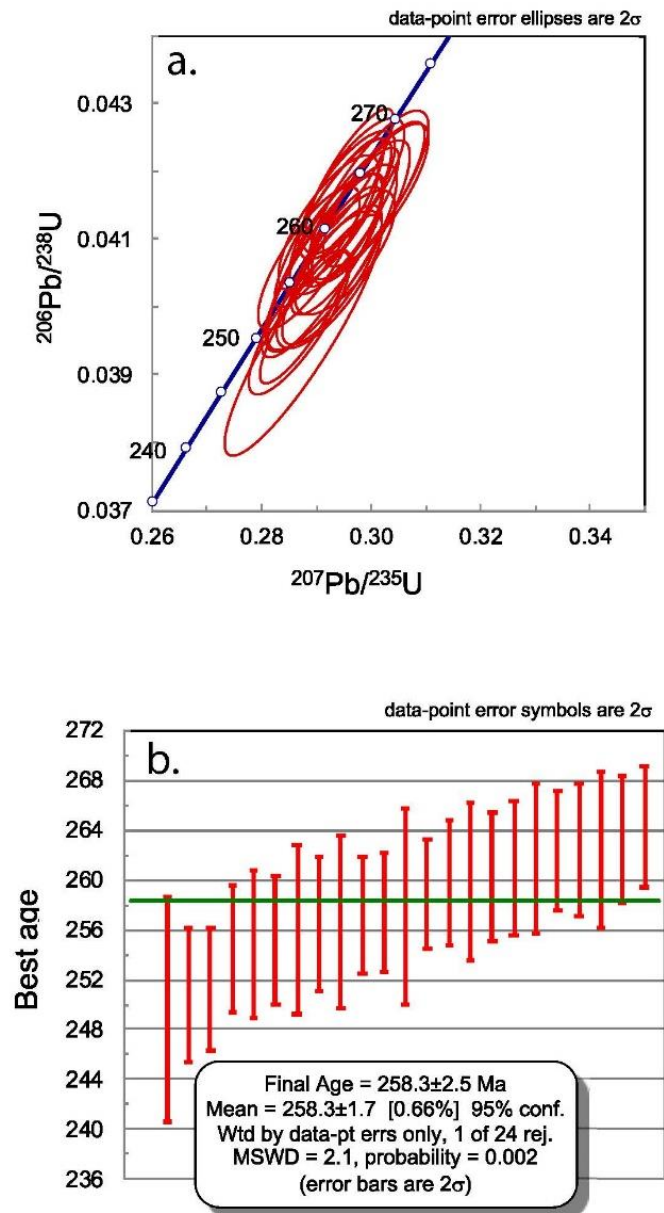 data-point error ellipses are 2σ
a.
0.043
0.041
0.039
0.037
270
260
250
240
206Pb/238U
0.26 0.28 0.30 0.32 0.34
207Pb/235U
data-point error symbols are 2σ
b.
272
268
264
260
256
252
248
244
240
236
Best age
Final Age = 258.3±2.5 Ma
Mean = 258.3±1.7 [0.66%] 95% conf.
Wtd by data-pt errs only, 1 of 24 rej.
MSWD = 2.1, probability = 0.002
(error bars are 2σ)